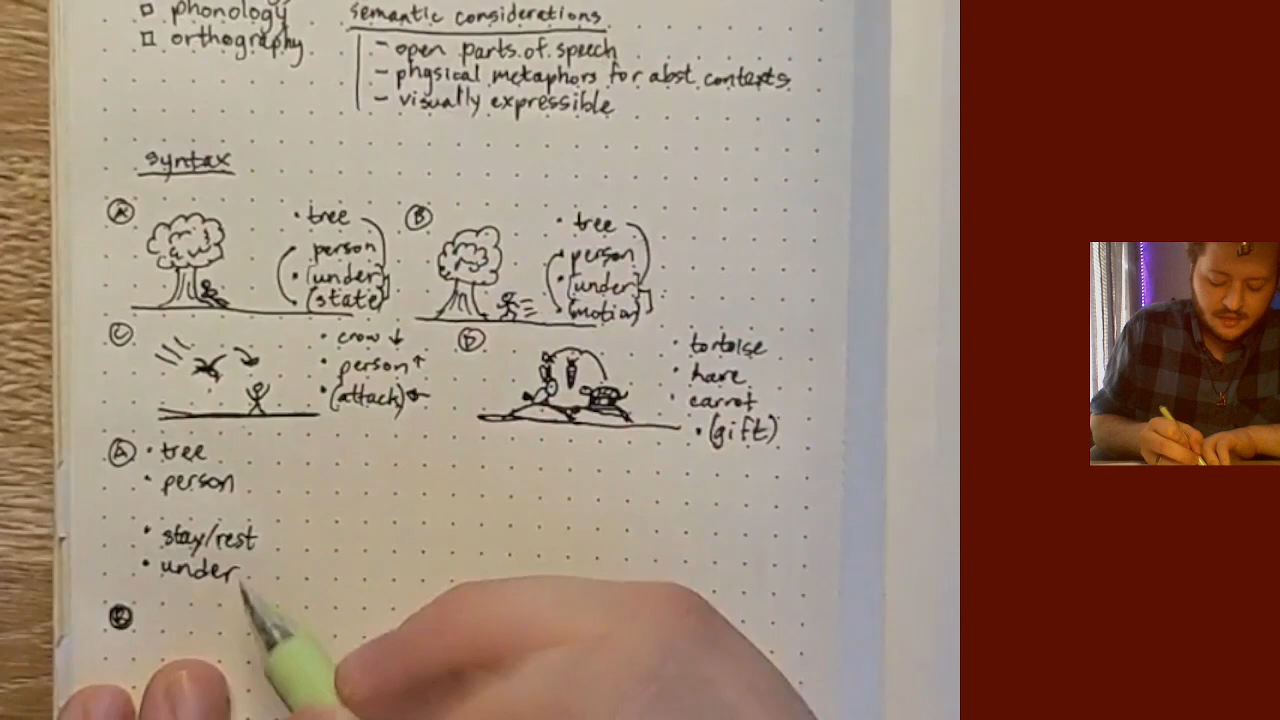 phonology
orthography
semantic considerations
- open parts of speech
- physical metaphors for abst contexts
- visually expressible
syntax
A
• tree
person
• (under)
(state)
B
• tree
• person
• (under)
(motion)
C
• crow ↓
• person ↑
• (attack) ←
D
• tortoise
• hare
• carrot
• (gift)
A • tree
• person
• stay/rest
• under